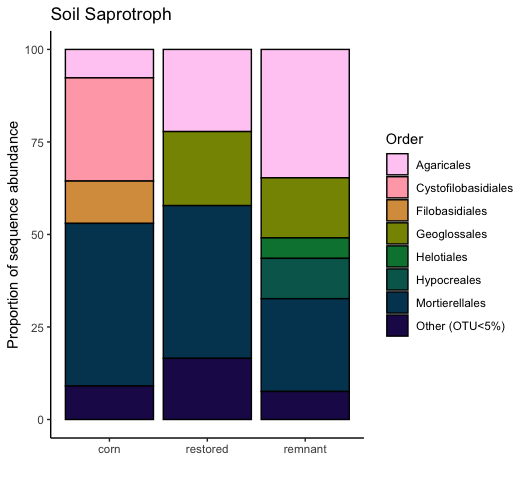 Soil Saprotroph
Proportion of sequence abundance
100
75
50
25
0
corn
restored
remnant
Order
Agaricales
Cystofilobasidiales
Filobasidiales
Geoglossales
Helotiales
Hypocreales
Mortierellales
Other (OTU<5%)